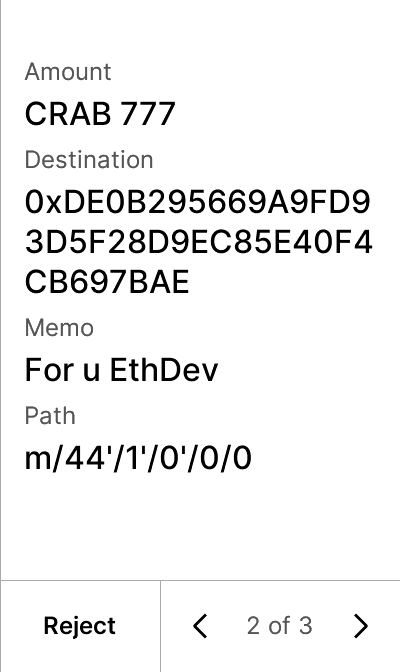 Amount
CRAB 777
Destination
0xDE0B295669A9FD9
3D5F28D9EC85E40F4
CB697BAE
Memo
For u EthDev
Path
m/44'/1'/0'/0/0
Reject
2 of 3